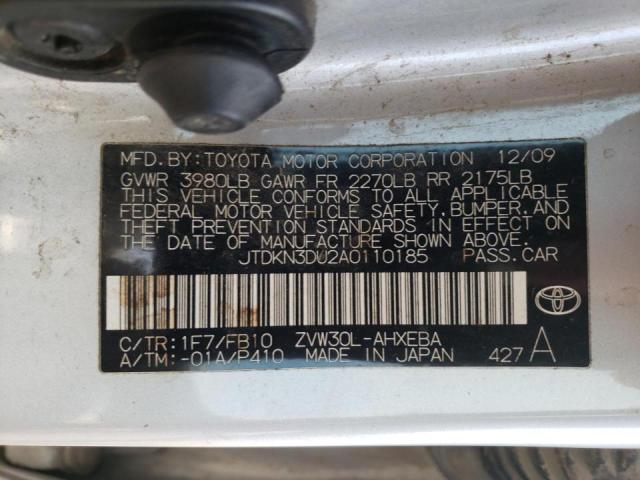 MFD.BY:TOYOTA MOTOR CORPORATION 12/09
GVWR 3980LB GAWR FR 2270LB RR 2175LB
THIS VEHICLE CONFORMS TO ALL APPLICABLE
FEDERAL MOTOR VEHICLE SAFETY,BUMPER,AND
THEFT PREVENTION STANDARDS IN EFFECT ON
THE DATE OF MANUFACTURE SHOWN ABOVE.
JTDKN3DU2A0110185 PASS.CAR
C/TR:1F7/FB10 ZVW30L-AHXEBA
A/TM:-01A/P410 MADE IN JAPAN 427 A